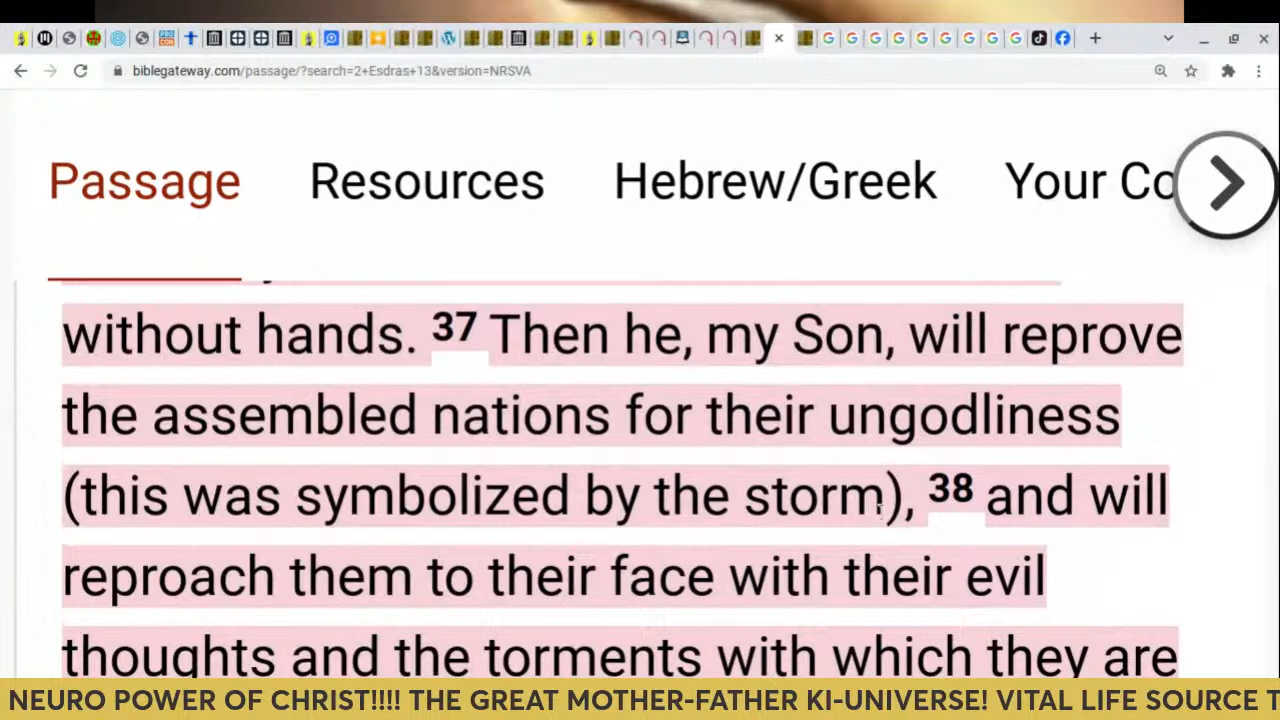 biblegateway.com/passage/?search=2+Esdras+13&version=NRSVA
Passage Resources Hebrew/Greek Your Co
without hands. 37 Then he, my Son, will reprove
the assembled nations for their ungodliness
(this was symbolized by the storm), 38 and will
reproach them to their face with their evil
thoughts and the torments with which they are
NEURO POWER OF CHRIST!!!! THE GREAT MOTHER-FATHER KI-UNIVERSE! VITAL LIFE SOURCE T